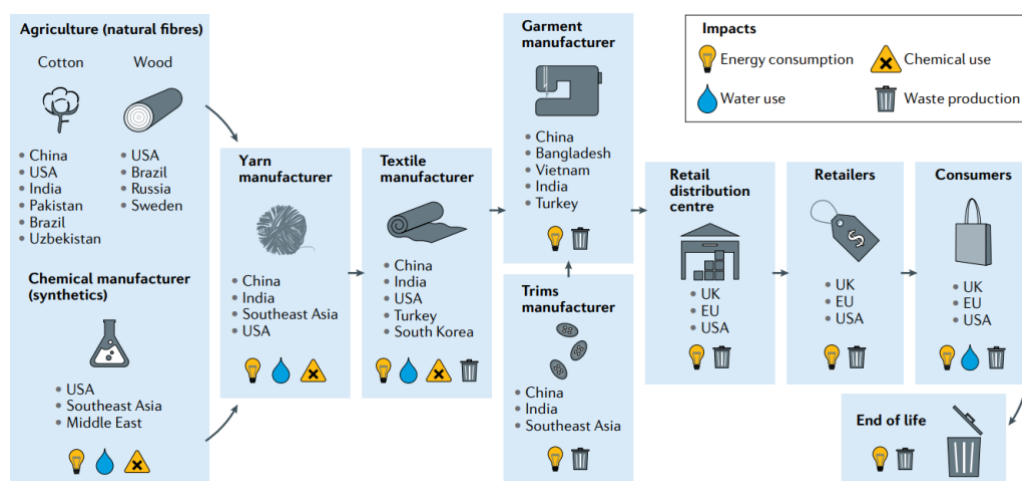 Agriculture (natural fibres)
Cotton
Wood
• China
• USA
• India
• Pakistan
• Brazil
• Uzbekistan
• USA
• Brazil
• Russia
• Sweden
Chemical manufacturer
(synthetics)
• USA
• Southeast Asia
• Middle East
Yarn
manufacturer
• China
• India
• Southeast Asia
• USA
Textile
manufacturer
• China
• India
• USA
• Turkey
• South Korea
Garment
manufacturer
• China
• Bangladesh
• Vietnam
• India
• Turkey
Trims
manufacturer
• China
• India
• Southeast Asia
Impacts
Energy consumption
Chemical use
Water use
Waste production
Retail
distribution
centre
• UK
• EU
• USA
Retailers
$
• UK
• EU
• USA
Consumers
• UK
• EU
• USA
End of life